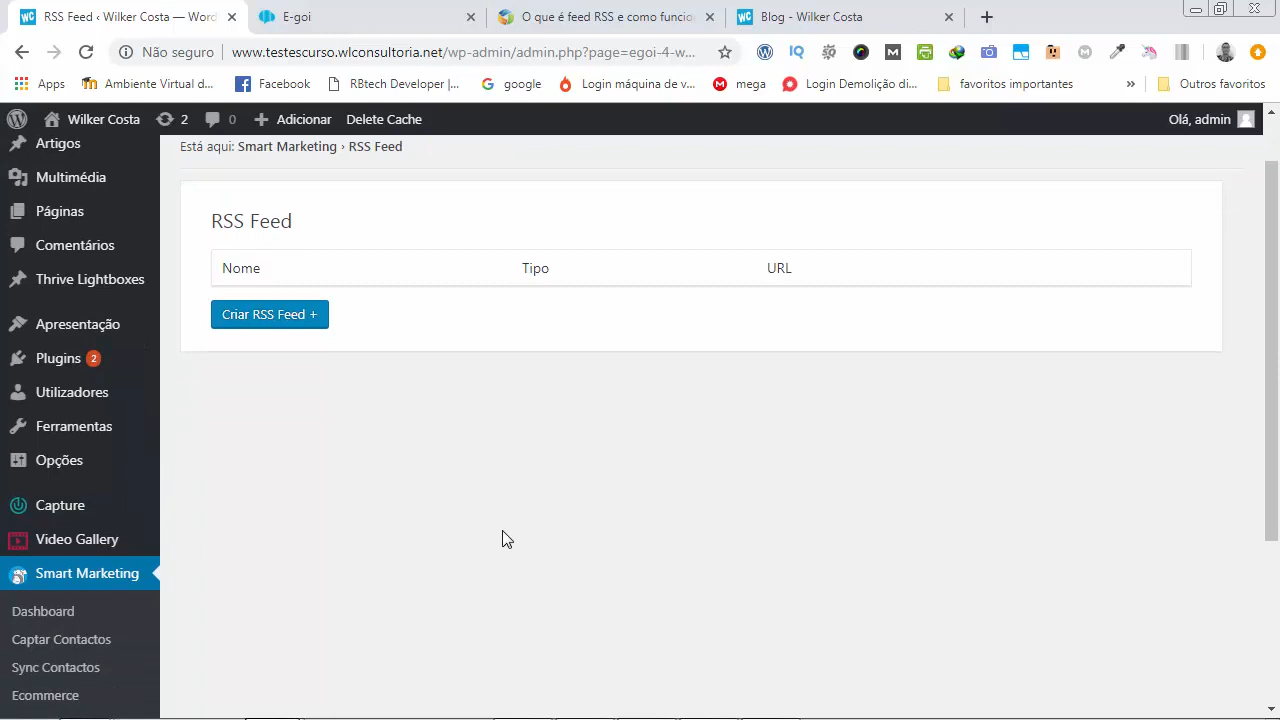 RSS Feed ‹ Wilker Costa — Word
E-goi
O que é feed RSS e como funcio
Blog - Wilker Costa
Não seguro
www.testescurso.wlconsultoria.net/wp-admin/admin.php?page=egoi-4-w...
Apps
Ambiente Virtual d...
Facebook
RBtech Developer |...
google
Login máquina de v...
mega
Login Demolição di...
favoritos importantes
»
Outros favoritos
Wilker Costa
2
0
Adicionar
Delete Cache
Olá, admin
Artigos
Multimédia
Páginas
Comentários
Thrive Lightboxes
Apresentação
Plugins 2
Utilizadores
Ferramentas
Opções
Capture
Video Gallery
Smart Marketing
Dashboard
Captar Contactos
Sync Contactos
Ecommerce
Está aqui: Smart Marketing › RSS Feed
RSS Feed
Nome
Tipo
URL
Criar RSS Feed +